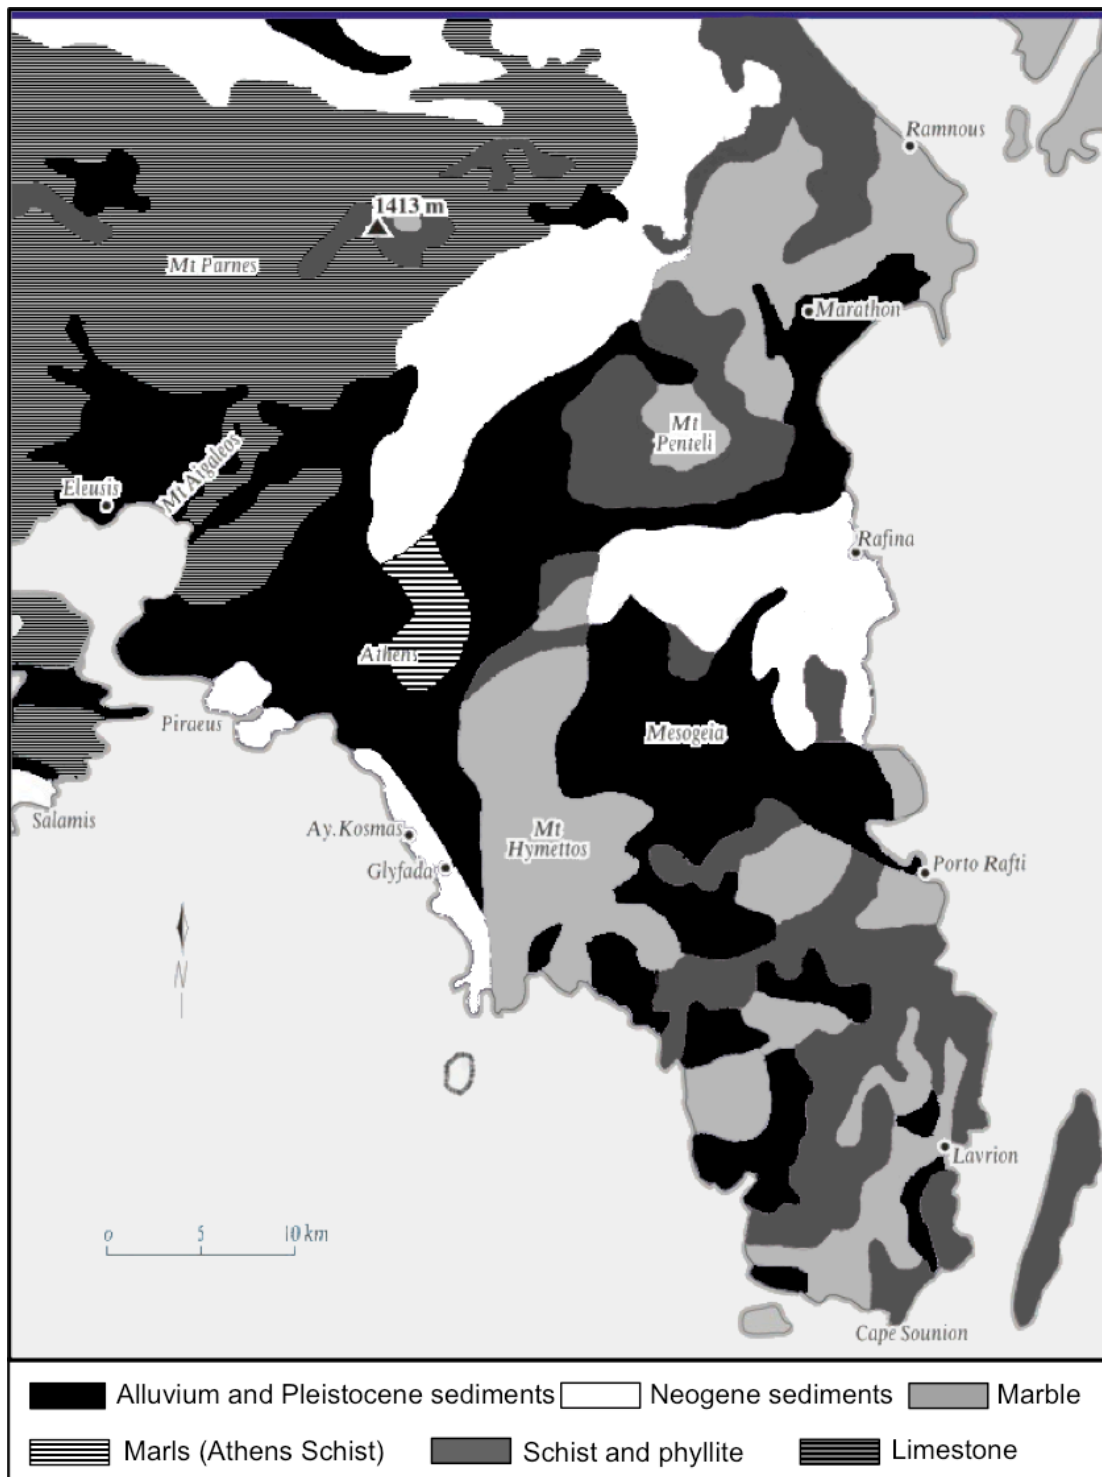 Ramnous
1413 m
Mt Parnes
Marathon
Mt
Penteli
Mt Aigaleos
Eleusis
Rafina
Athens
Piraeus
Mesogeia
Salamis
Ay.Kosmas
Mt
Hymettos
Glyfada
Porto Rafti
N
Lavrion
0 5 10 km
Cape Sounion
Alluvium and Pleistocene sediments Neogene sediments Marble
Marls (Athens Schist) Schist and phyllite Limestone